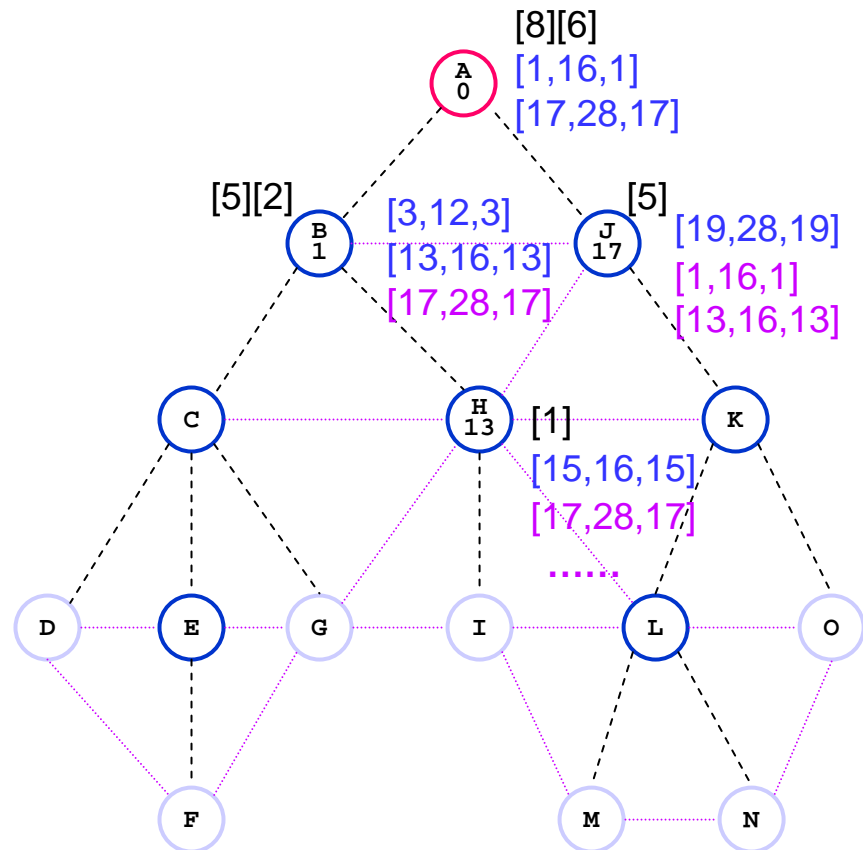 [8][6]
A
0
[1,16,1]
[17,28,17]
[5][2]
B
1
[3,12,3]
[13,16,13]
[17,28,17]
J
17
[5]
[19,28,19]
[1,16,1]
[13,16,13]
C
H
13
[1]
[15,16,15]
[17,28,17]
......
K
D
E
G
I
L
O
F
M
N